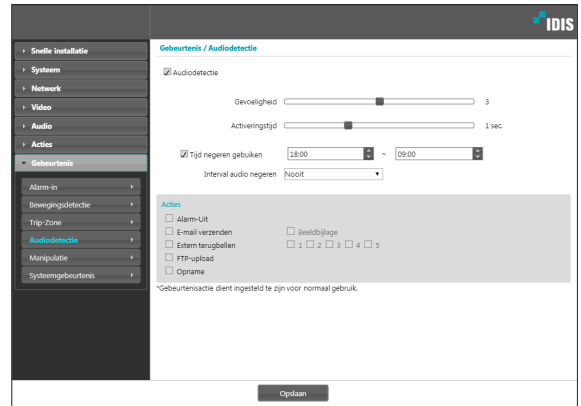 IDIS
Snelle installatie
Systeem
Netwerk
Video
Audio
Acties
Gebeurtenis
Alarm-in
Bewegingsdetectie
Trip-Zone
Audiodetectie
Manipulatie
Systeemgebeurtenis
Gebeurtenis / Audiodetectie
Audiodetectie
Gevoeligheid 3
Activeringstijd 1 sec.
Tijd negeren gebuiken 18:00 ~ 09:00
Interval audio negeren Nooit
Acties
Alarm-Uit
E-mail verzenden Beeldbijlage
Extern terugbellen 1 2 3 4 5
FTP-upload
Opname
*Gebeurtenisactie dient ingesteld te zijn voor normaal gebruik.
Opslaan